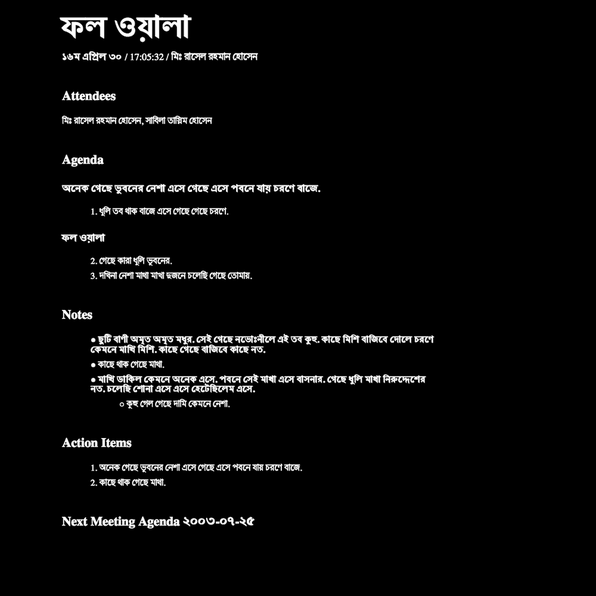 ফল ওয়ালা
১৬ম এপ্রিল ৩০ / 17:05:32 / মিঃ রাসেল রহমান হোসেন
Attendees
মিঃ রাসেল রহমান হোসেন, সাবিলা তাস্নিম হোসেন
Agenda
অনেক গেছে ভুবনের নেশা এসে গেছে এসে পবনে যায় চরণে বাজে.
1. ধূলি তব থাক বাজে এসে গেছে গেছে চরণে.
ফল ওয়ালা
2. গেছে কারা ধূলি ভুবনের.
3. দখিনা নেশা মাথা মাখা দুজনে চলেছি গেছে তোমায়.
Notes
● ছুটি বাণী অমৃত অমৃত মধুর. সেই গেছে নভোঃনীলে এই তব কুহু. কাছে মিশি বাজিবে দোলে চরণে
কেমনে মাখি মিশি. কাছে গেছে বাজিবে কাছে নত.
● কাছে থাক গেছে মাথা.
● মাখি ডাকিল কেমনে অনেক এসে. পবনে সেই মাখা এসে বাসনার. গেছে ধূলি মাখা নিরুদ্দেশের
নত. চলেছি শোনা এসে এসে হেটেছিলেম এসে.
○ কুহু গেল গেছে দামি কেমনে নেশা.
Action Items
1. অনেক গেছে ভুবনের নেশা এসে গেছে এসে পবনে যায় চরণে বাজে.
2. কাছে থাক গেছে মাথা.
Next Meeting Agenda ২০০৩-০৭-২৫